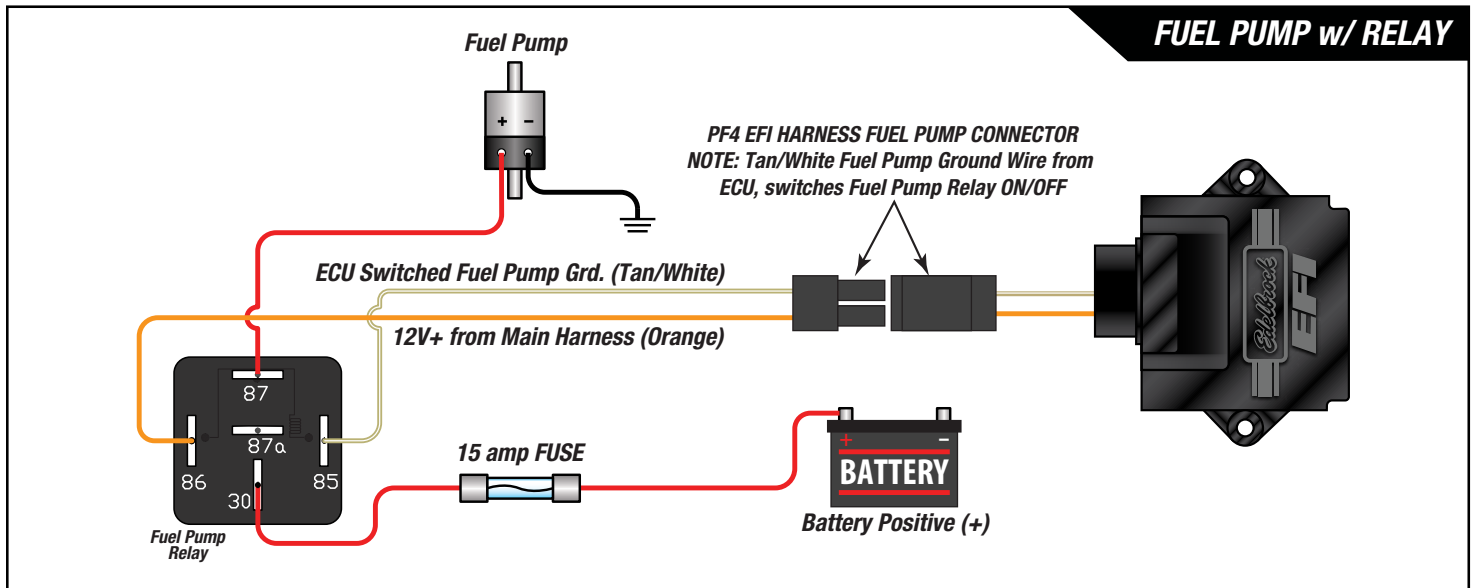 FUEL PUMP w/ RELAY
Fuel Pump
+ -
PF4 EFI HARNESS FUEL PUMP CONNECTOR
NOTE: Tan/White Fuel Pump Ground Wire from
ECU, switches Fuel Pump Relay ON/OFF
ECU Switched Fuel Pump Grd. (Tan/White)
12V+ from Main Harness (Orange)
Edelbrock
EFI
87
87a
86
85
30
Fuel Pump
Relay
15 amp FUSE
+ -
BATTERY
Battery Positive (+)